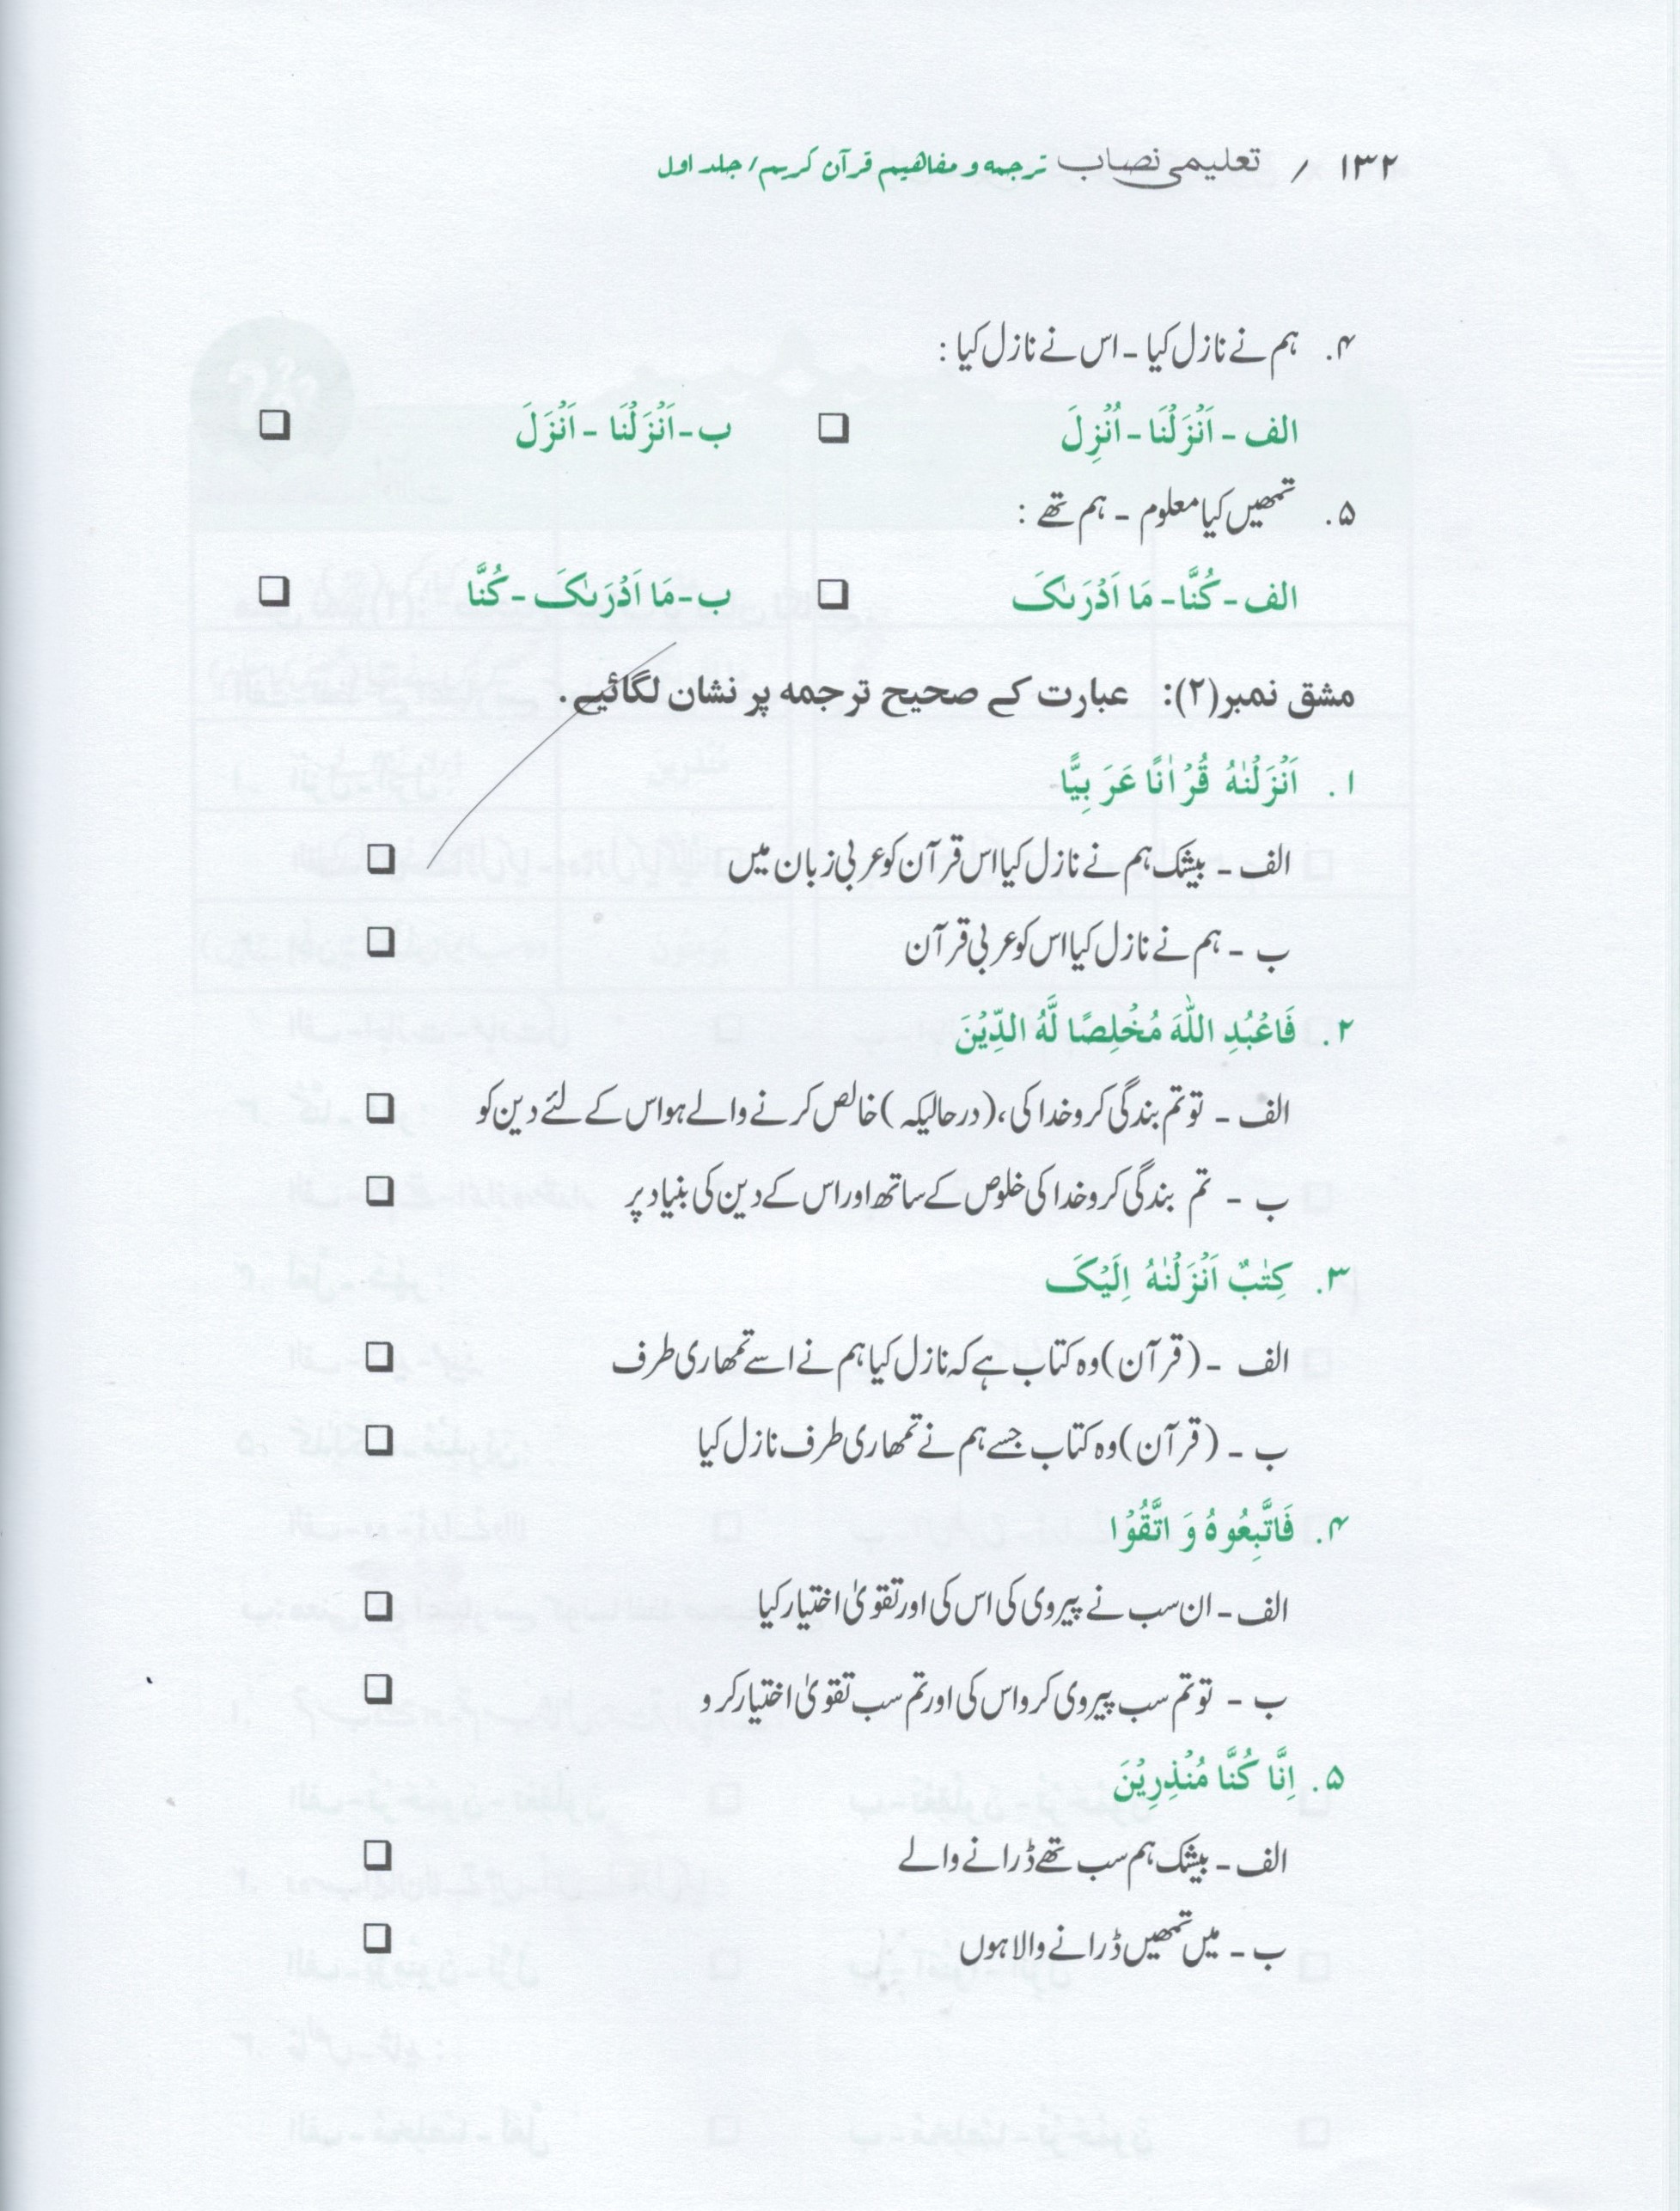 ۱۳۲ / تعلیمی نصاب ترجمه و مفاهیم قرآن کریم/ جلد اول
۴. ہم نے نازل کیا ۔ اس نے نازل کیا :
الف ۔ اَنْزَلْنَا ۔ اُنْزِلَ ❑ ب ۔ اَنْزَلْنَا ۔ اَنْزَلَ ❑
۵. تمھیں کیا معلوم ۔ ہم تھے :
الف ۔ كُنَّا ۔ مَا اَدْرَىٰكَ ❑ ب ۔ مَا اَدْرَىٰكَ ۔ كُنَّا ❑
مشق نمبر(۲): عبارت کے صحیح ترجمہ پر نشان لگائیے.
۱. اَنْزَلْنٰهُ قُرْاٰنًا عَرَبِيًّا
الف ۔ بیشک ہم نے نازل کیا اس قرآن کو عربی زبان میں ❑
ب ۔ ہم نے نازل کیا اس کو عربی قرآن ❑
۲. فَاعْبُدِ اللّٰهَ مُخْلِصًا لَّهُ الدِّيْنَ
الف ۔ تو تم بندگی کرو خدا کی، (در حالیکہ) خالص کرنے والے ہو اس کے لئے دین کو ❑
ب ۔ تم بندگی کرو خدا کی خلوص کے ساتھ اور اس کے دین کی بنیاد پر ❑
۳. كِتٰبٌ اَنْزَلْنٰهُ اِلَيْكَ
الف ۔ (قرآن) وہ کتاب ہے کہ نازل کیا ہم نے اسے تمھاری طرف ❑
ب ۔ (قرآن) وہ کتاب جسے ہم نے تمھاری طرف نازل کیا ❑
۴. فَاتَّبِعُوهُ وَ اتَّقُوْا
الف ۔ ان سب نے پیروی کی اس کی اور تقویٰ اختیار کیا ❑
ب ۔ تو تم سب پیروی کرو اس کی اور تم سب تقویٰ اختیار کرو ❑
۵. اِنَّا كُنَّا مُنْذِرِيْنَ
الف ۔ بیشک ہم سب تھے ڈرانے والے ❑
ب ۔ میں تمھیں ڈرانے والا ہوں ❑